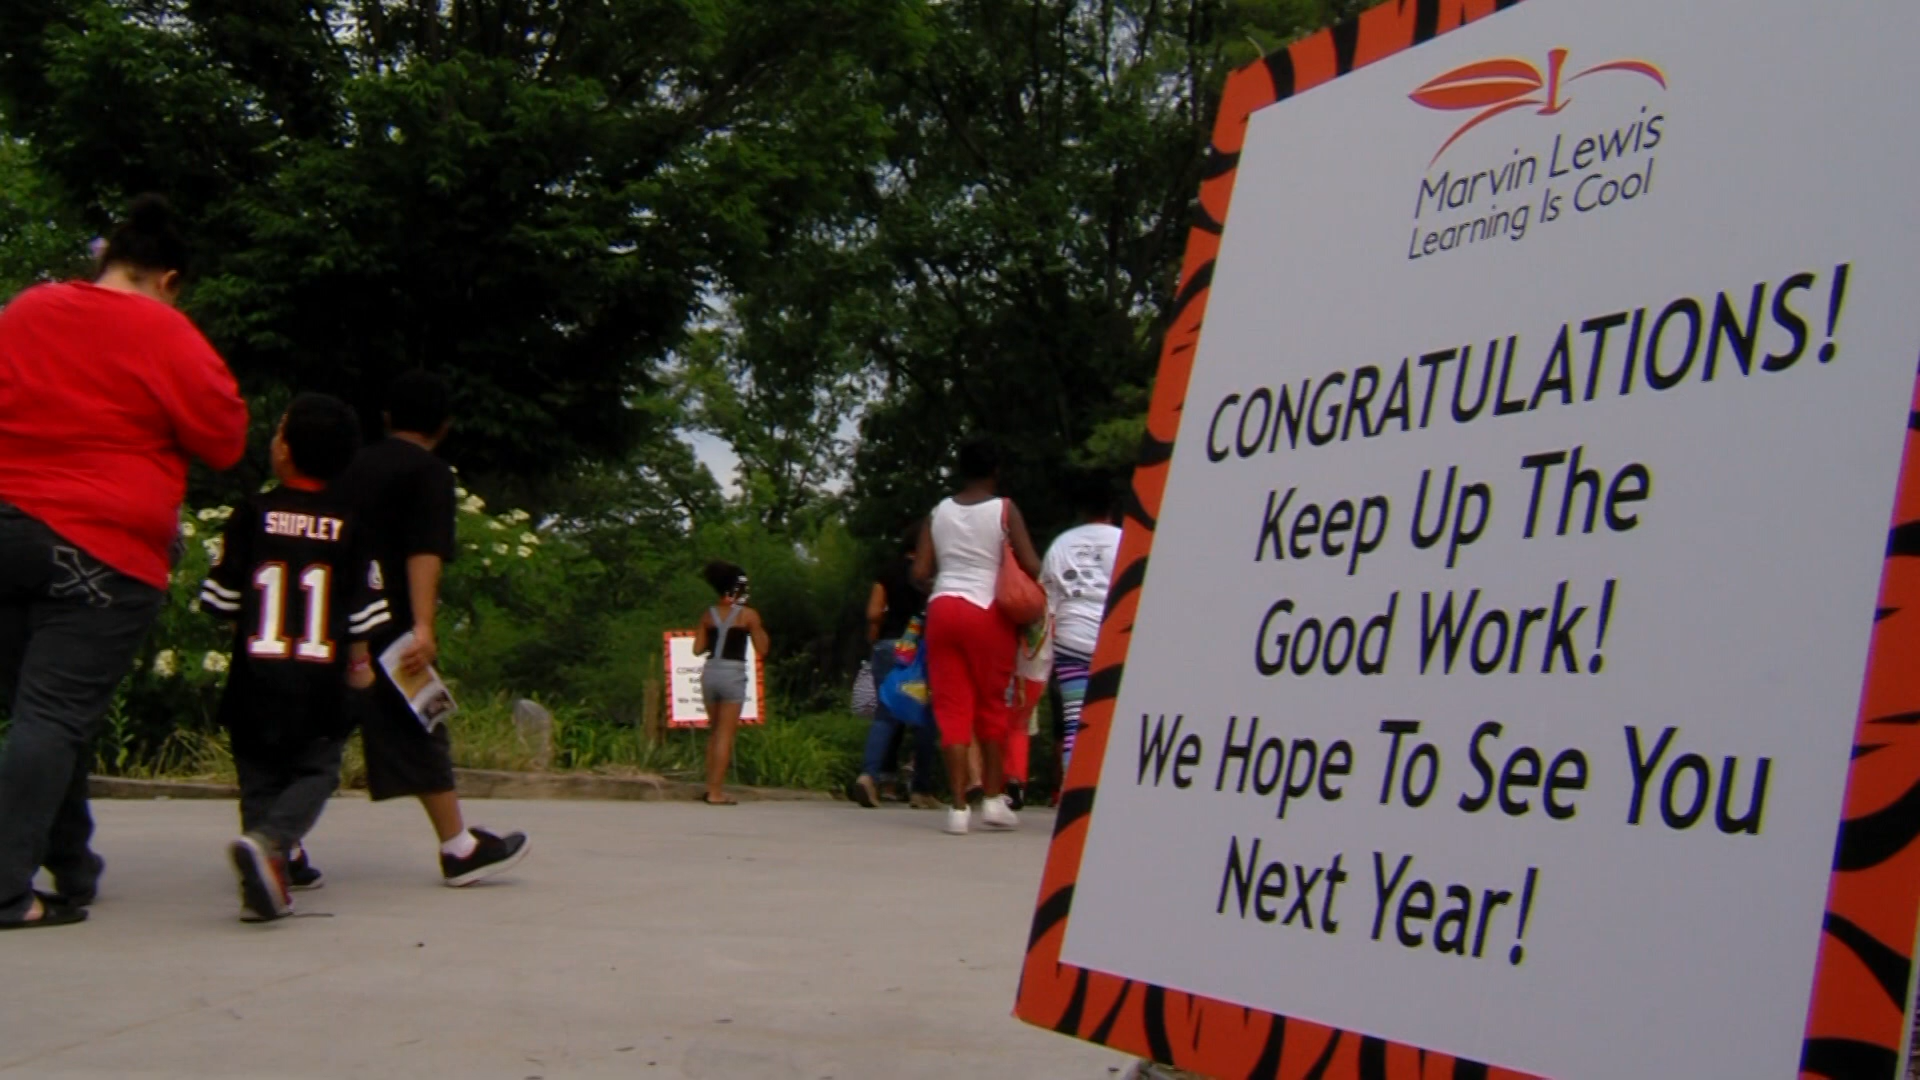 Marvin Lewis
Learning Is Cool
CONGRATULATIONS!
Keep Up The
Good Work!
We Hope To See You
Next Year!
SHIPLEY
11